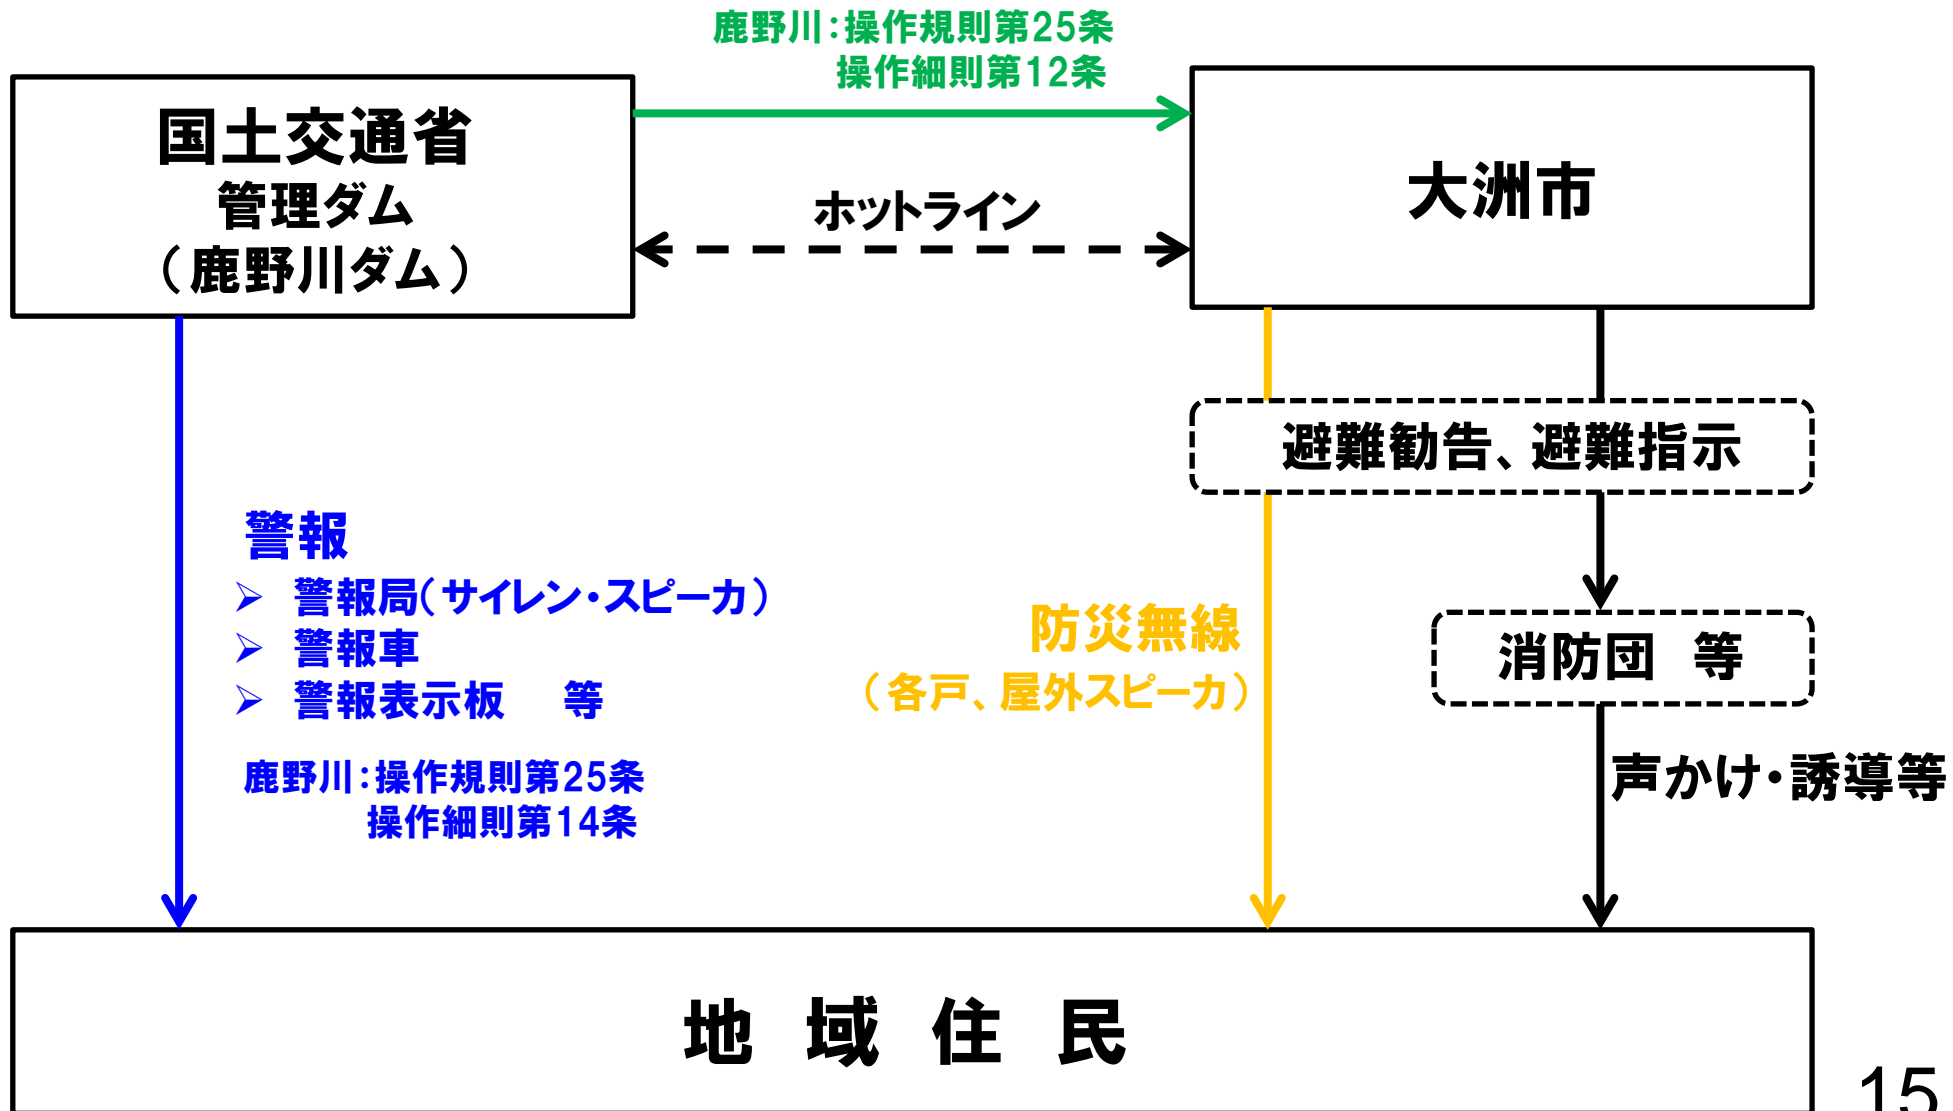 鹿野川：操作規則第25条
操作細則第12条
国土交通省
管理ダム
（鹿野川ダム）
ホットライン
大洲市
避難勧告、避難指示
警報
➢ 警報局（サイレン・スピーカ）
➢ 警報車
➢ 警報表示板　等
鹿野川：操作規則第25条
操作細則第14条
防災無線
（各戸、屋外スピーカ）
消防団　等
声かけ・誘導等
地　域　住　民
15